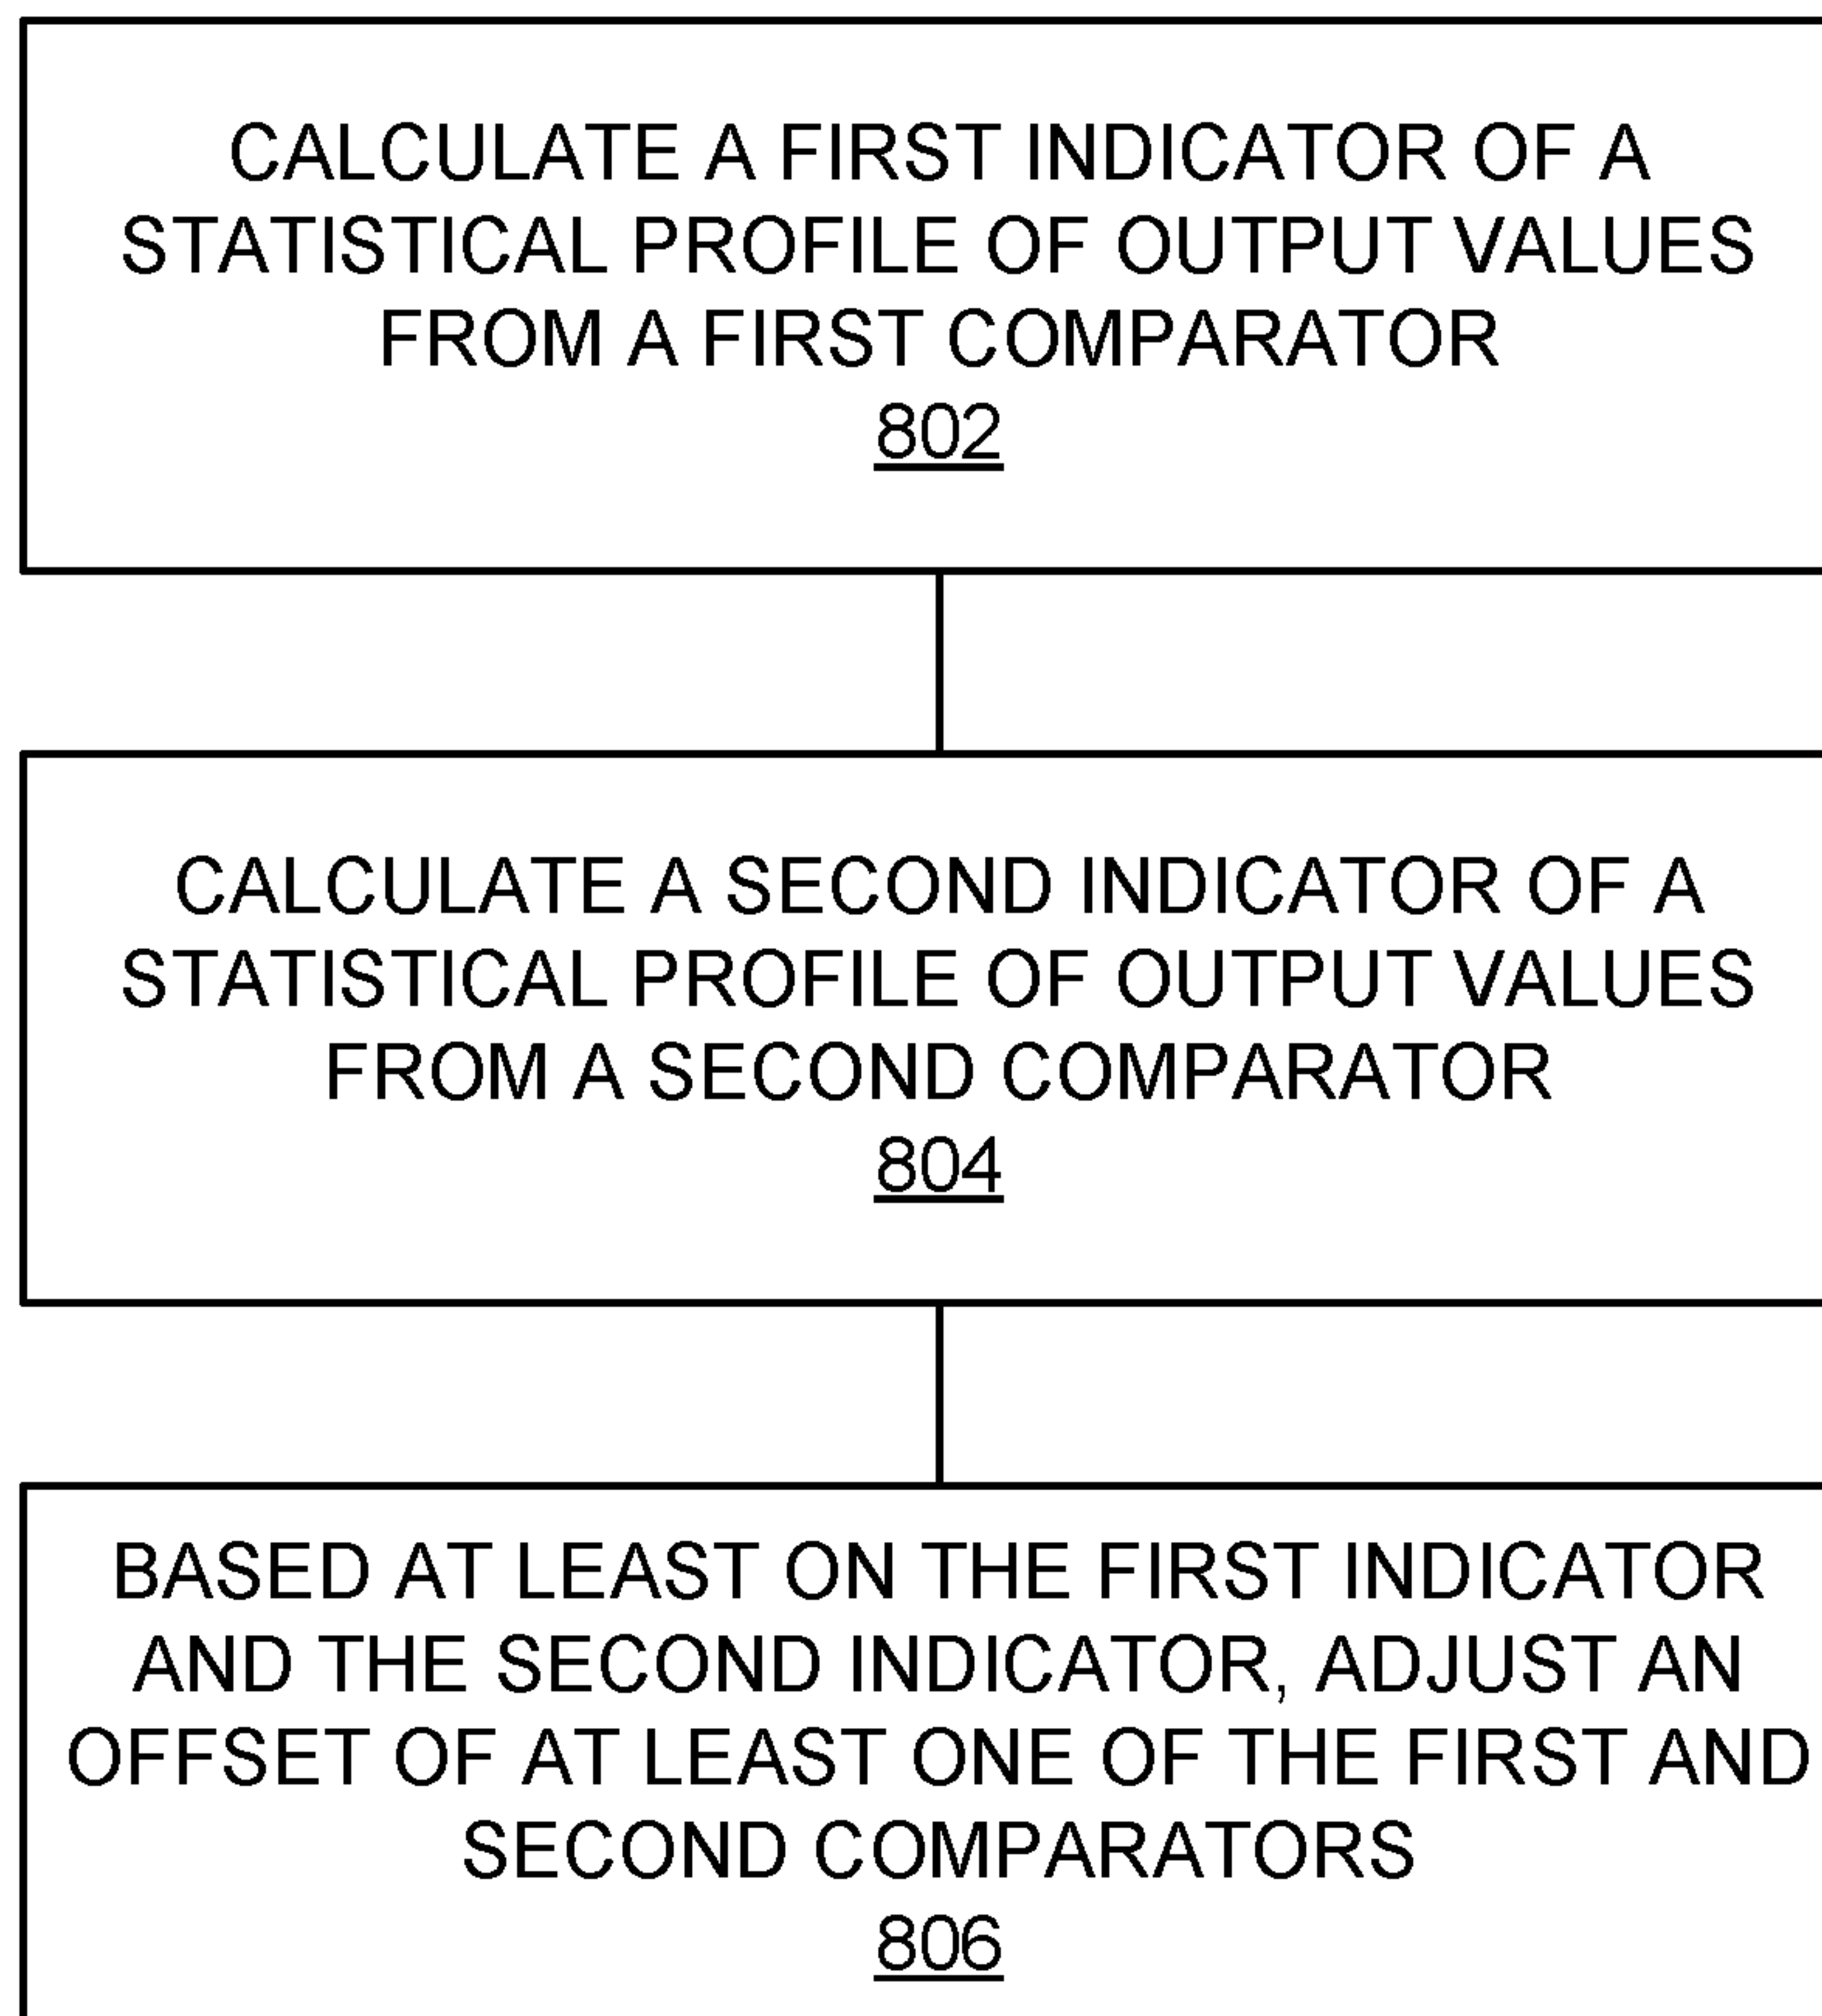 CALCULATE A FIRST INDICATOR OF A
STATISTICAL PROFILE OF OUTPUT VALUES
FROM A FIRST COMPARATOR
802
CALCULATE A SECOND INDICATOR OF A
STATISTICAL PROFILE OF OUTPUT VALUES
FROM A SECOND COMPARATOR
804
BASED AT LEAST ON THE FIRST INDICATOR
AND THE SECOND INDICATOR, ADJUST AN
OFFSET OF AT LEAST ONE OF THE FIRST AND
SECOND COMPARATORS
806